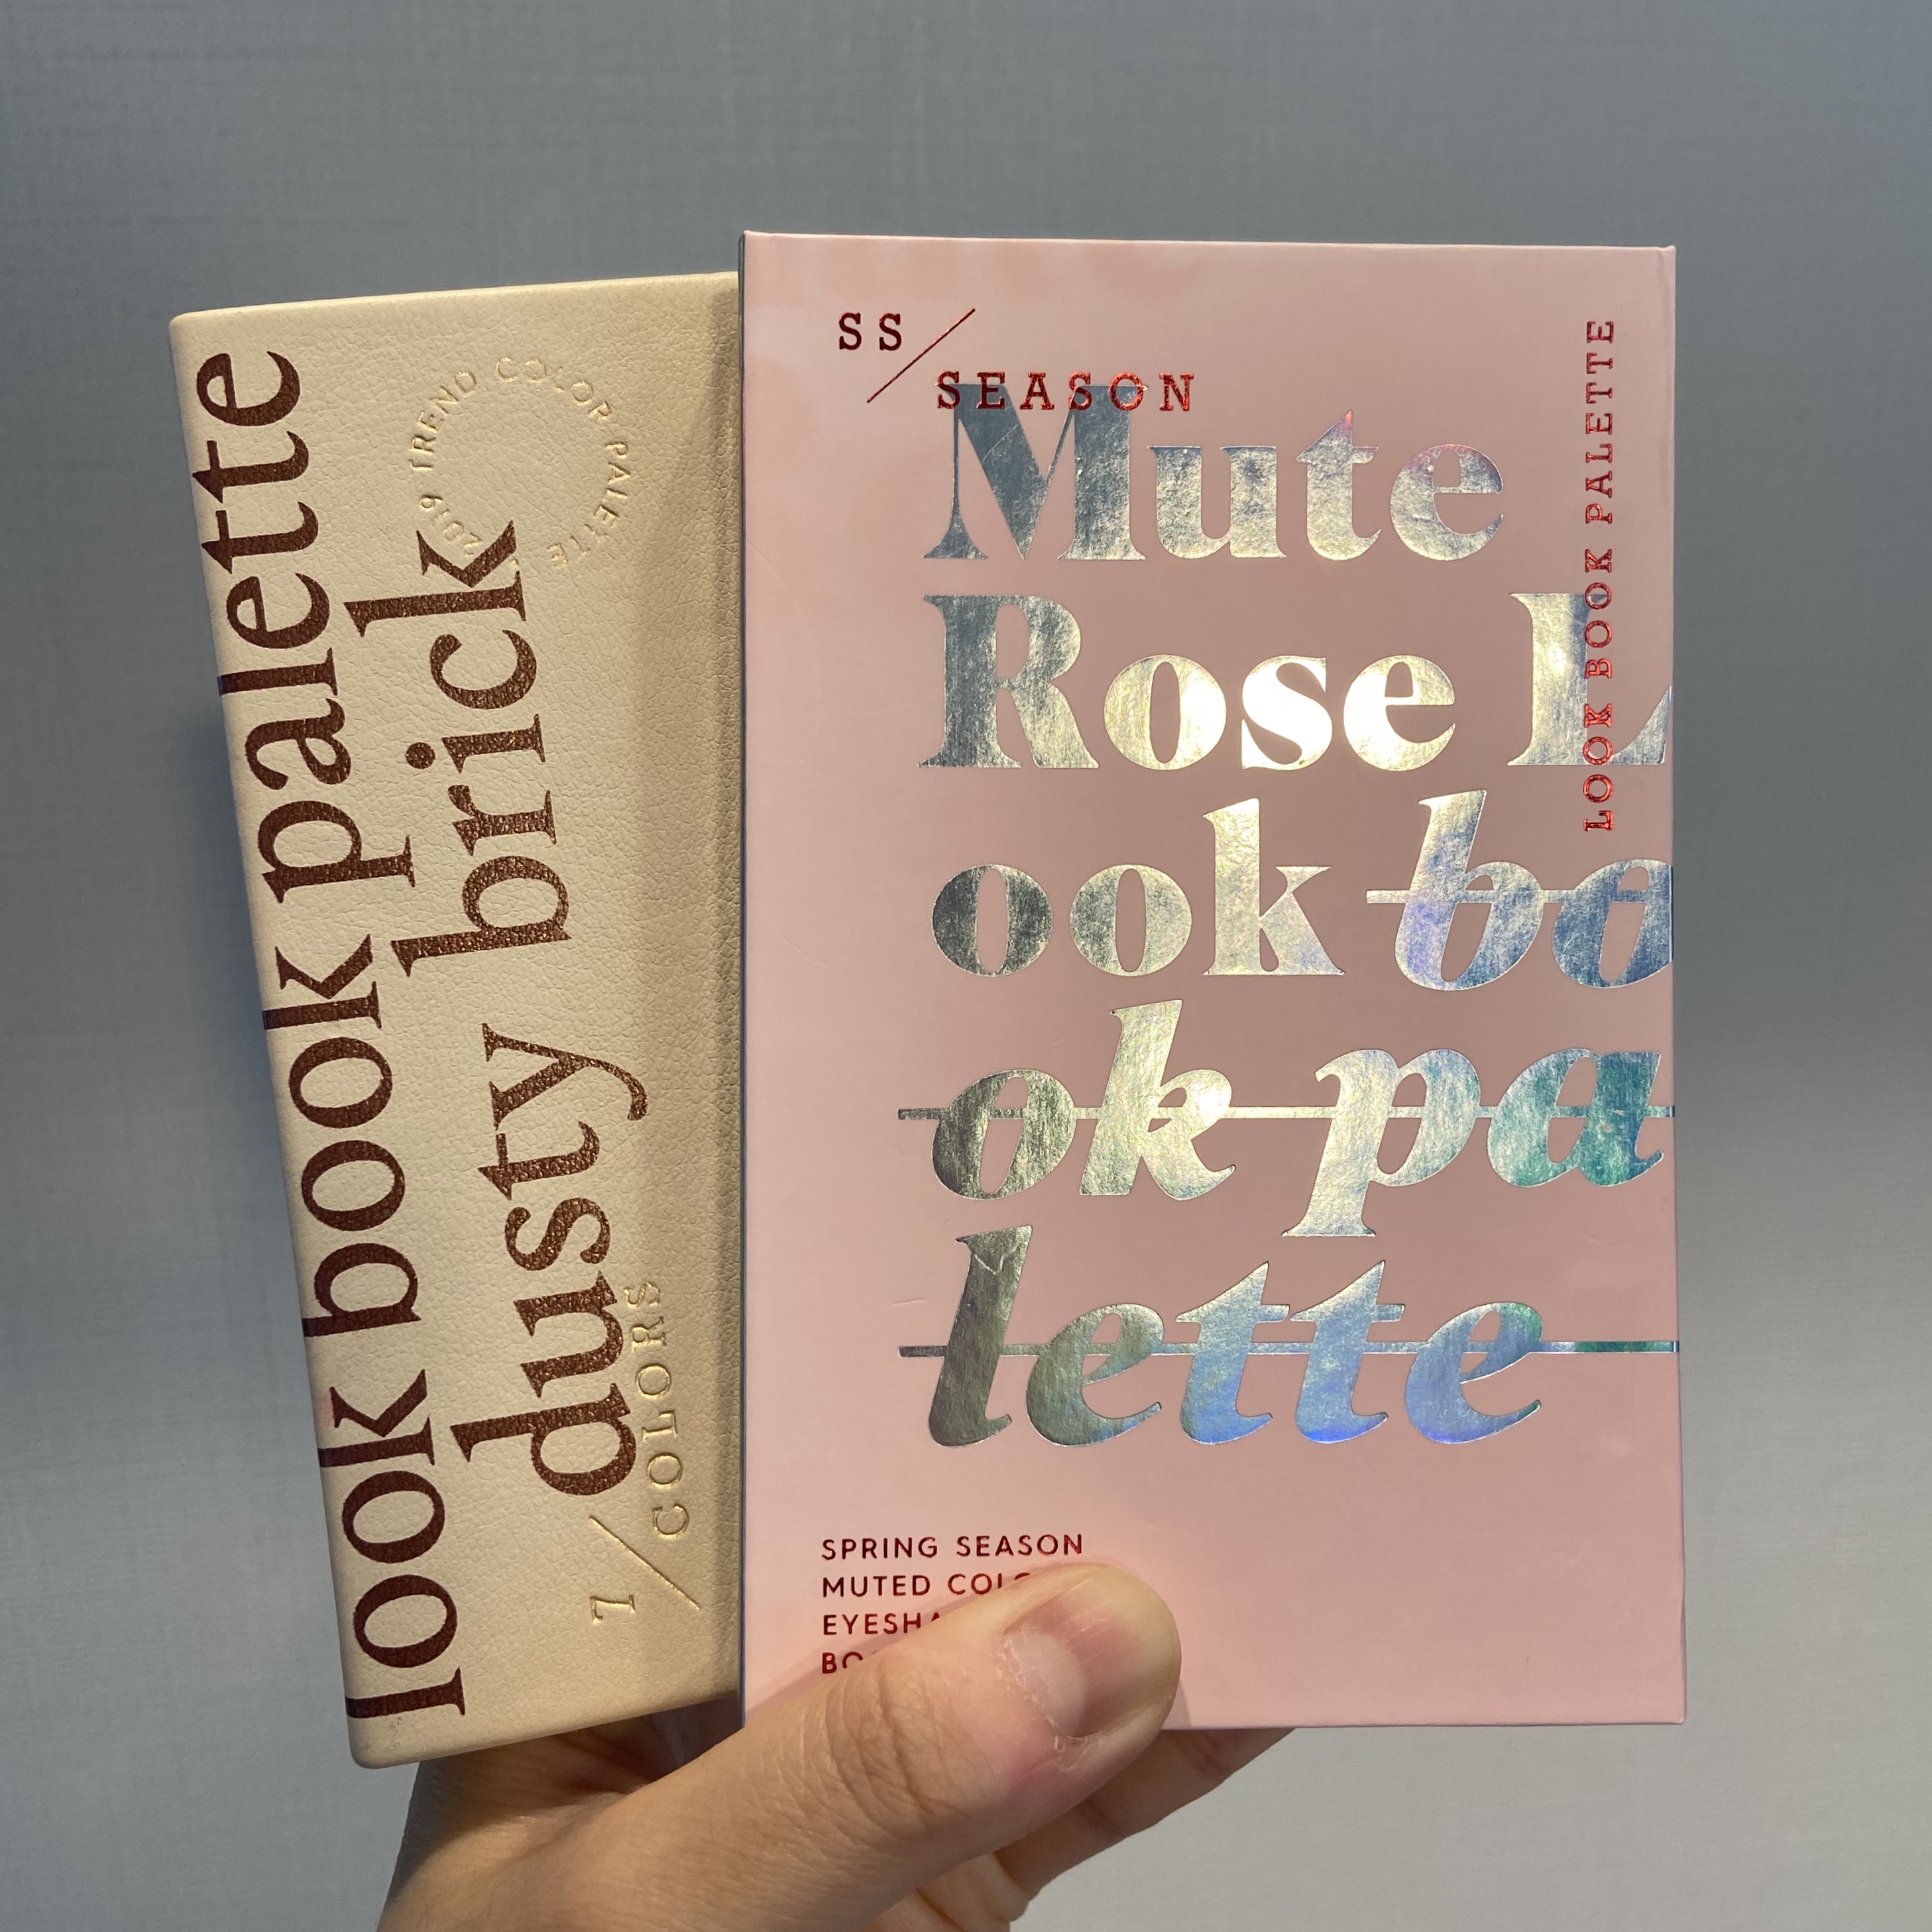 look book palette
dusty brick
2019 TREND COLOR PALETTE
7/COLORS
SS/
SEASON
Mute
Rose L
ook bo
ok pa
lette
LOOK BOOK PALETTE
SPRING SEASON
MUTED